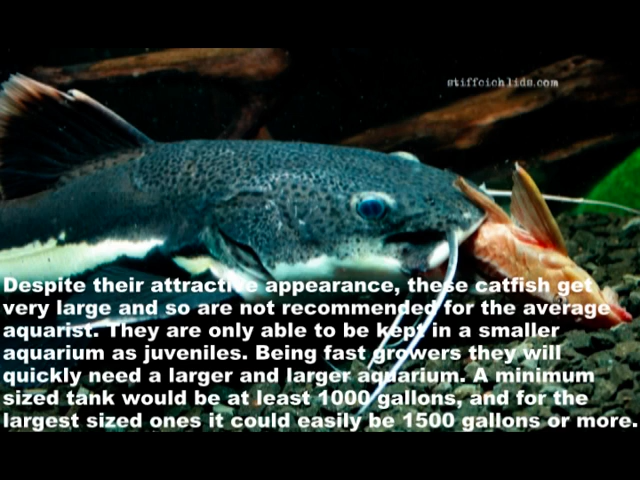 stiffcichlids.com
Despite their attractive appearance, these catfish get
very large and so are not recommended for the average
aquarist. They are only able to be kept in a smaller
aquarium as juveniles. Being fast growers they will
quickly need a larger and larger aquarium. A minimum
sized tank would be at least 1000 gallons, and for the
largest sized ones it could easily be 1500 gallons or more.